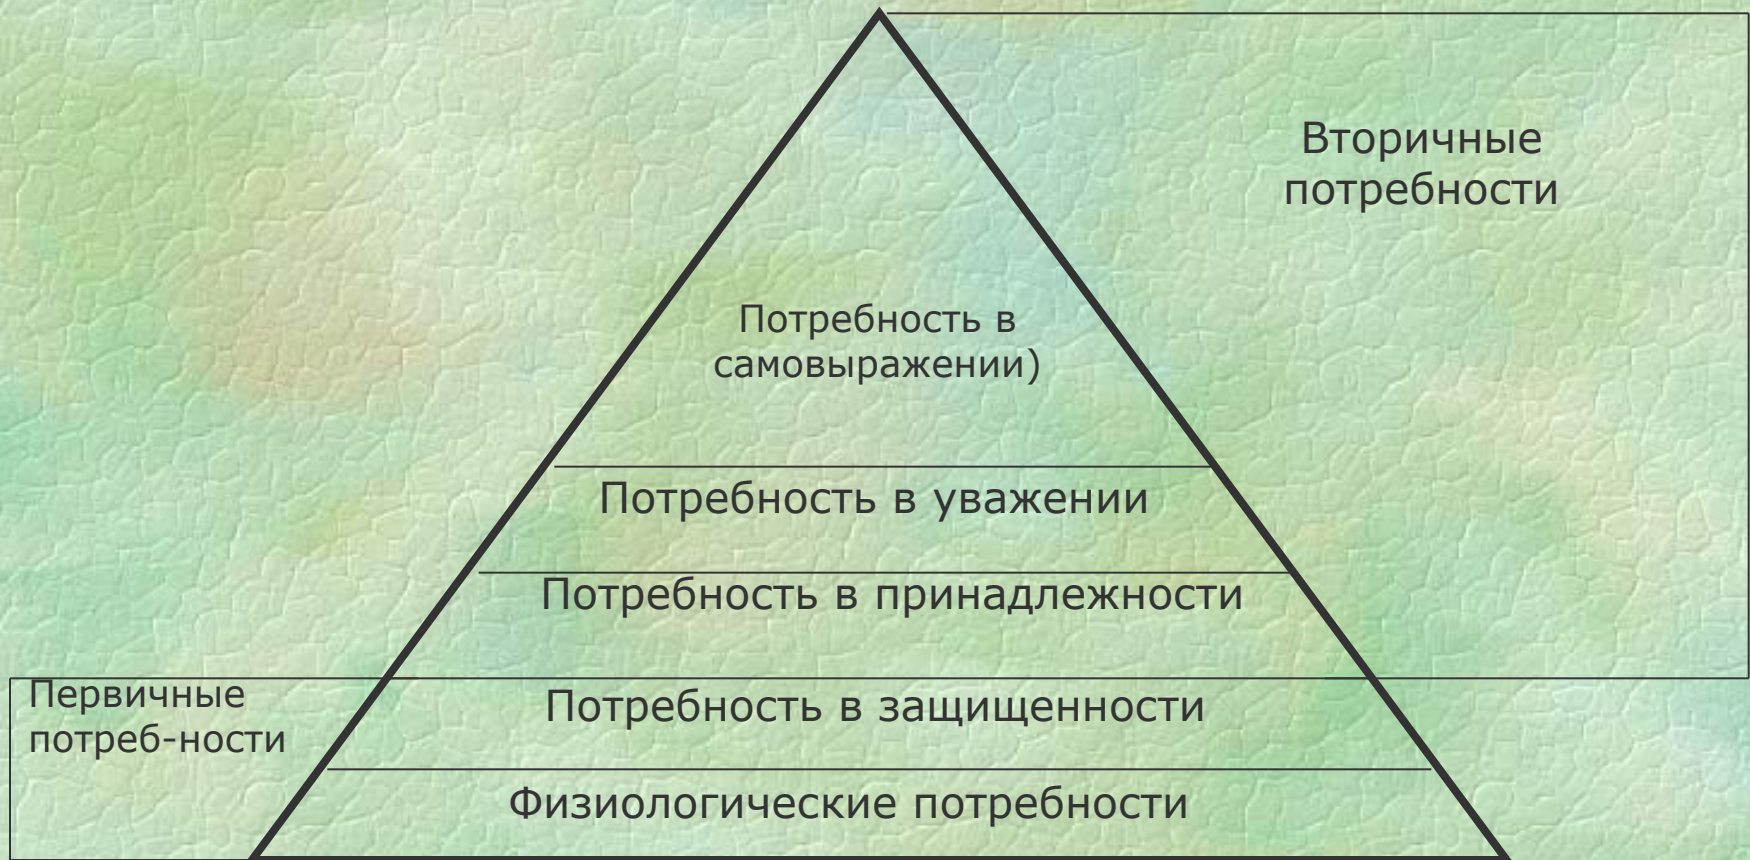 Вторичные
потребности
Потребность в
самовыражении)
Потребность в уважении
Потребность в принадлежности
Первичные
потреб-ности
Потребность в защищенности
Физиологические потребности